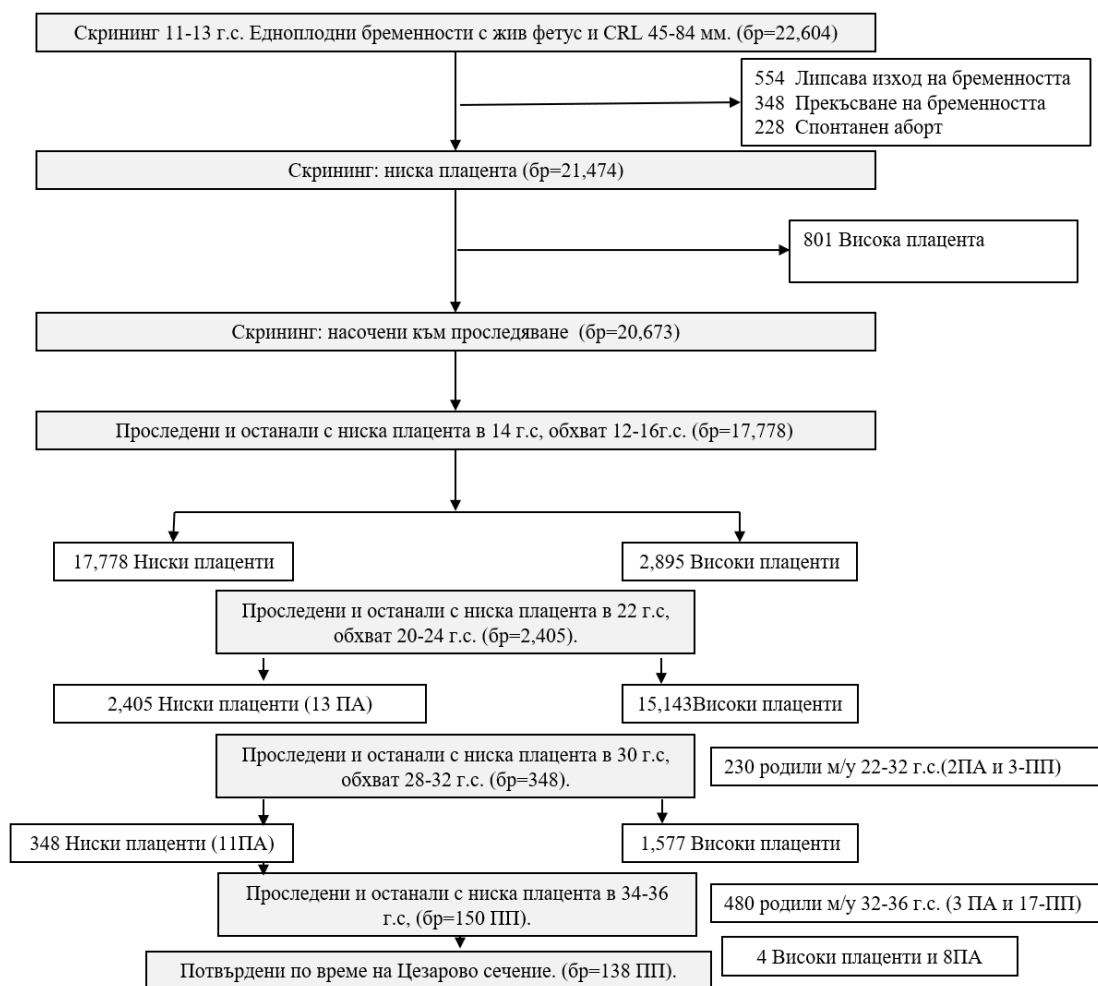 Скрининг 11-13 г.с. Едноплодни бременности с жив фетус и CRL 45-84 мм. (бр=22,604)
554 Липсава изход на бременността
348 Прекъсване на бременността
228 Спонтанен аборт
Скрининг: ниска плацента (бр=21,474)
801 Висока плацента
Скрининг: насочени към проследяване (бр=20,673)
Проследени и останали с ниска плацента в 14 г.с, обхват 12-16г.с. (бр=17,778)
17,778 Ниски плаценти
2,895 Високи плаценти
Проследени и останали с ниска плацента в 22 г.с,
обхват 20-24 г.с. (бр=2,405).
2,405 Ниски плаценти (13 ПА)
15,143Високи плаценти
Проследени и останали с ниска плацента в 30 г.с,
обхват 28-32 г.с. (бр=348).
230 родили м/у 22-32 г.с.(2ПА и 3-ПП)
348 Ниски плаценти (11ПА)
1,577 Високи плаценти
Проследени и останали с ниска плацента в 34-36
г.с, (бр=150 ПП).
480 родили м/у 32-36 г.с. (3 ПА и 17-ПП)
Потвърдени по време на Цезарово сечение. (бр=138 ПП).
4 Високи плаценти и 8ПА